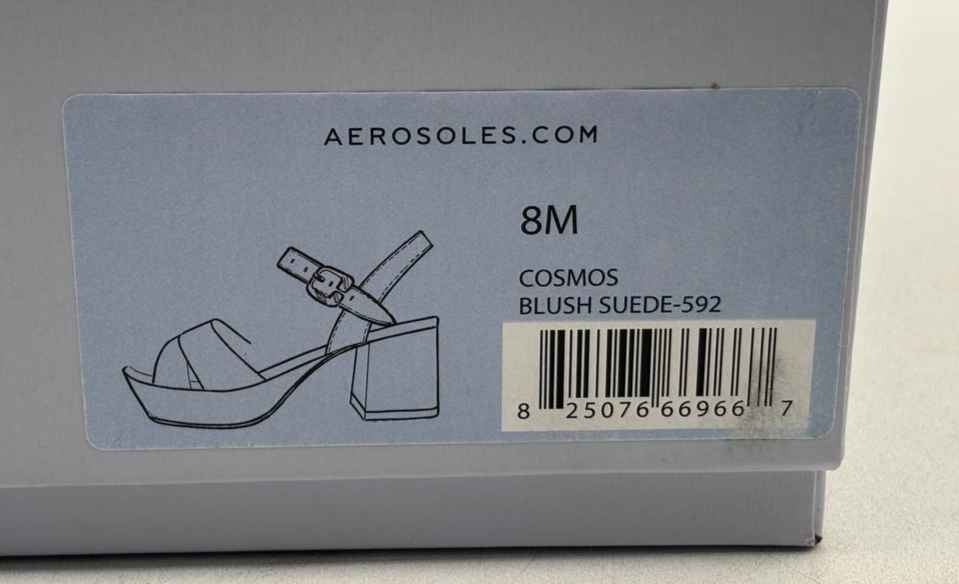 AEROSOLES.COM
8M
COSMOS
BLUSH SUEDE-592
8 25076 66966 7